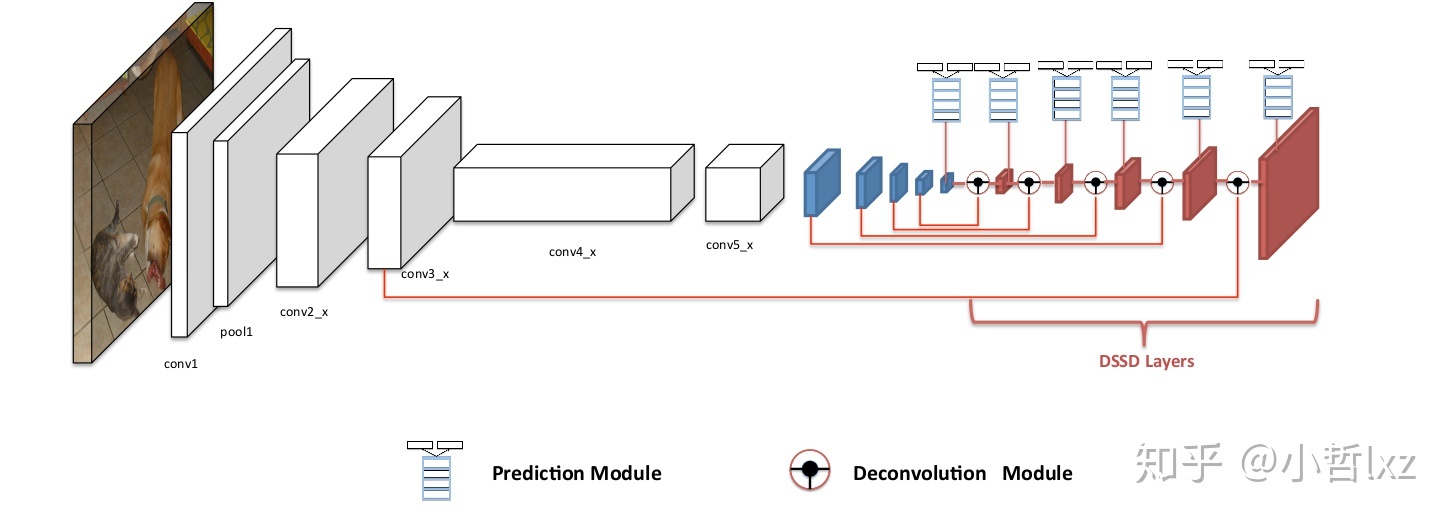 conv1
pool1
conv2_x
conv3_x
conv4_x
conv5_x
DSSD Layers
Prediction Module
Deconvolution Module
知乎 @小哲lxz